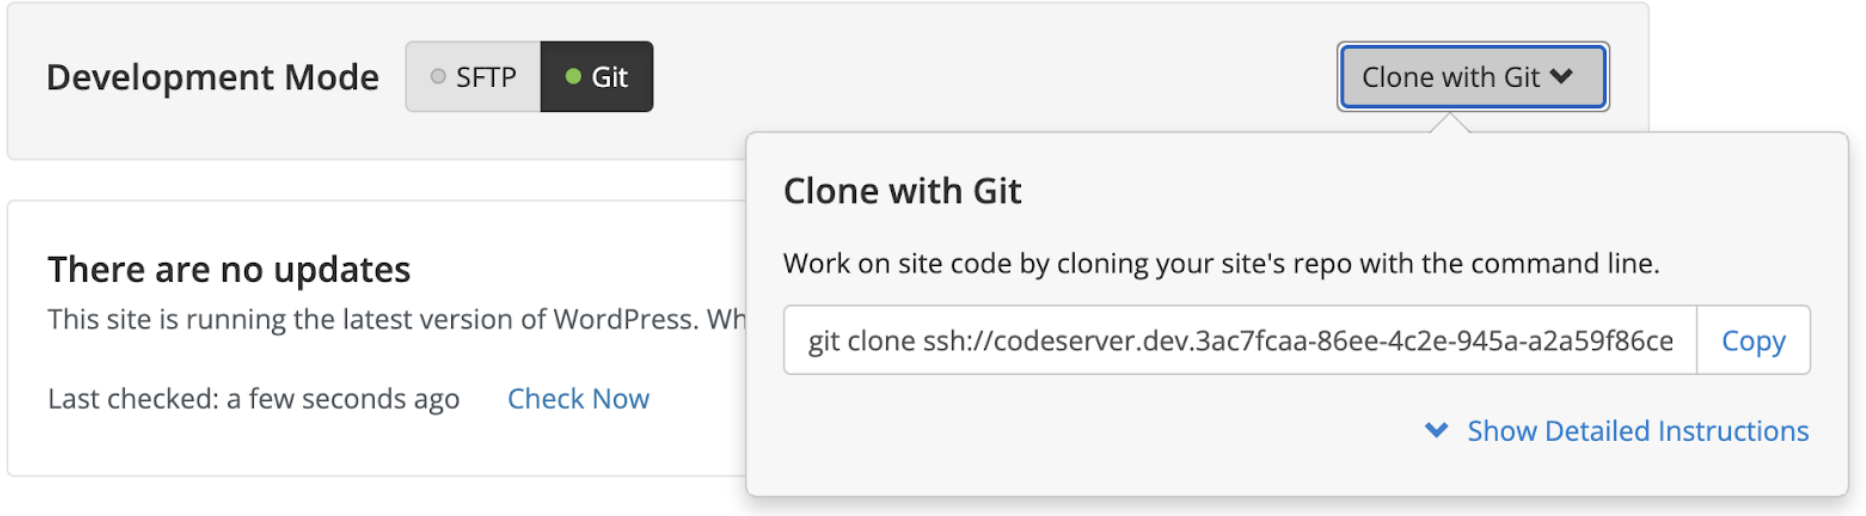 Development Mode
SFTP
Git
Clone with Git
Clone with Git
Work on site code by cloning your site's repo with the command line.
git clone ssh://codeserver.dev.3ac7fcaa-86ee-4c2e-945a-a2a59f86ce
Copy
Show Detailed Instructions
There are no updates
This site is running the latest version of WordPress. Wh
Last checked: a few seconds ago
Check Now